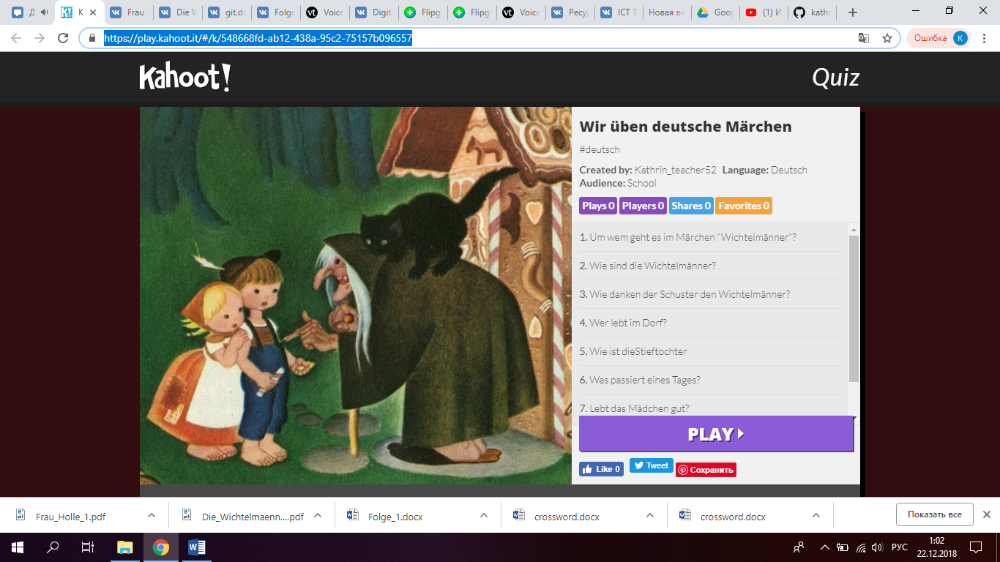 Frau
Die W
git.do
Folge
Voice
Digit
Flipg
Flipg
Voice
Ресур
ICT T
Новая вк
Goog
(1) И
kathr
https://play.kahoot.it/#/k/548668fd-ab12-438a-95c2-75157b096557
Ошибка K
Kahoot!
Quiz
Wir üben deutsche Märchen
#deutsch
Created by: Kathrin_teacher52 Language: Deutsch
Audience: School
Plays 0 Players 0 Shares 0 Favorites 0
1. Um wem geht es im Märchen "Wichtelmänner"?
2. Wie sind die Wichtelmänner?
3. Wie danken der Schuster den Wichtelmänner?
4. Wer lebt im Dorf?
5. Wie ist dieStieftochter
6. Was passiert eines Tages?
7. Lebt das Mädchen gut?
PLAY
Like 0 Tweet Сохранить
Frau_Holle_1.pdf
Die_Wichtelmaenn....pdf
Folge_1.docx
crossword.docx
crossword.docx
Показать все
РУС
1:02
22.12.2018